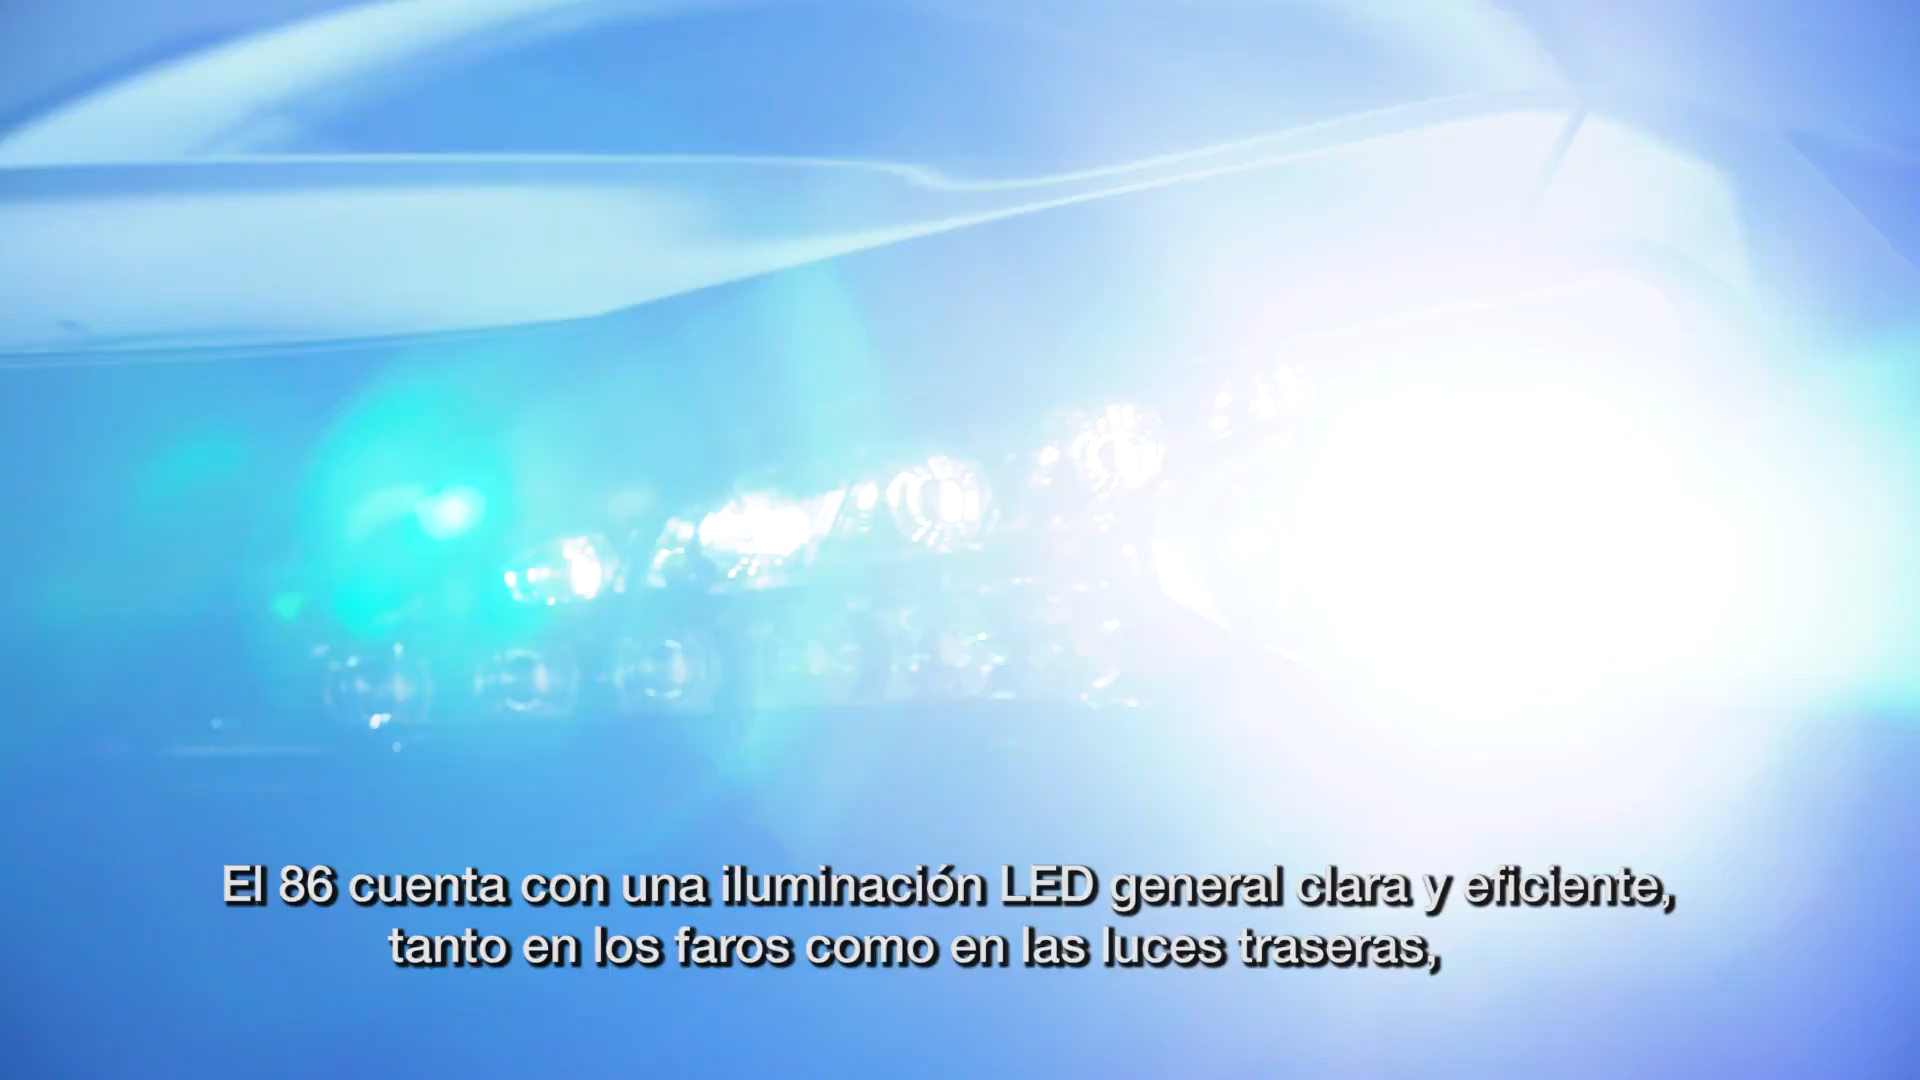 El 86 cuenta con una iluminación LED general clara y eficiente,
tanto en los faros como en las luces traseras,